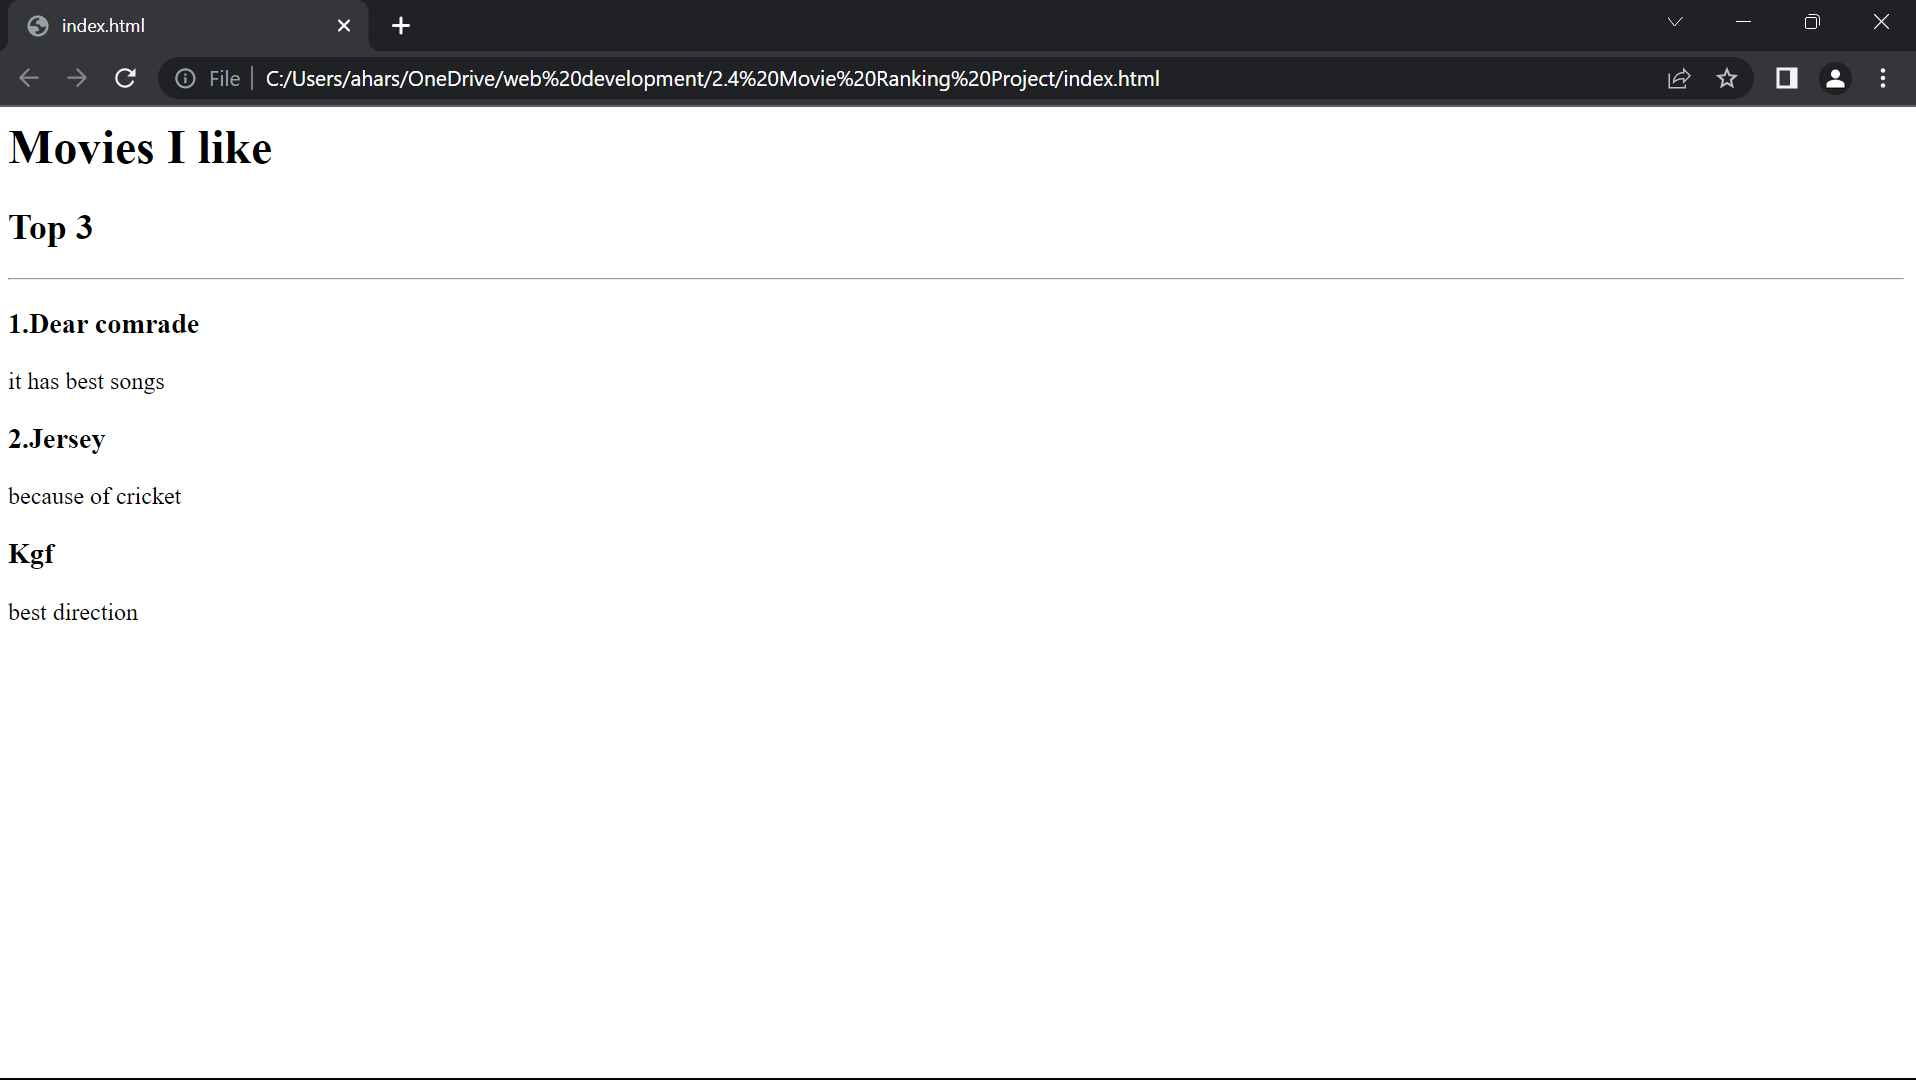 index.html
File C:/Users/ahars/OneDrive/web%20development/2.4%20Movie%20Ranking%20Project/index.html
Movies I like
Top 3
1.Dear comrade
it has best songs
2.Jersey
because of cricket
Kgf
best direction